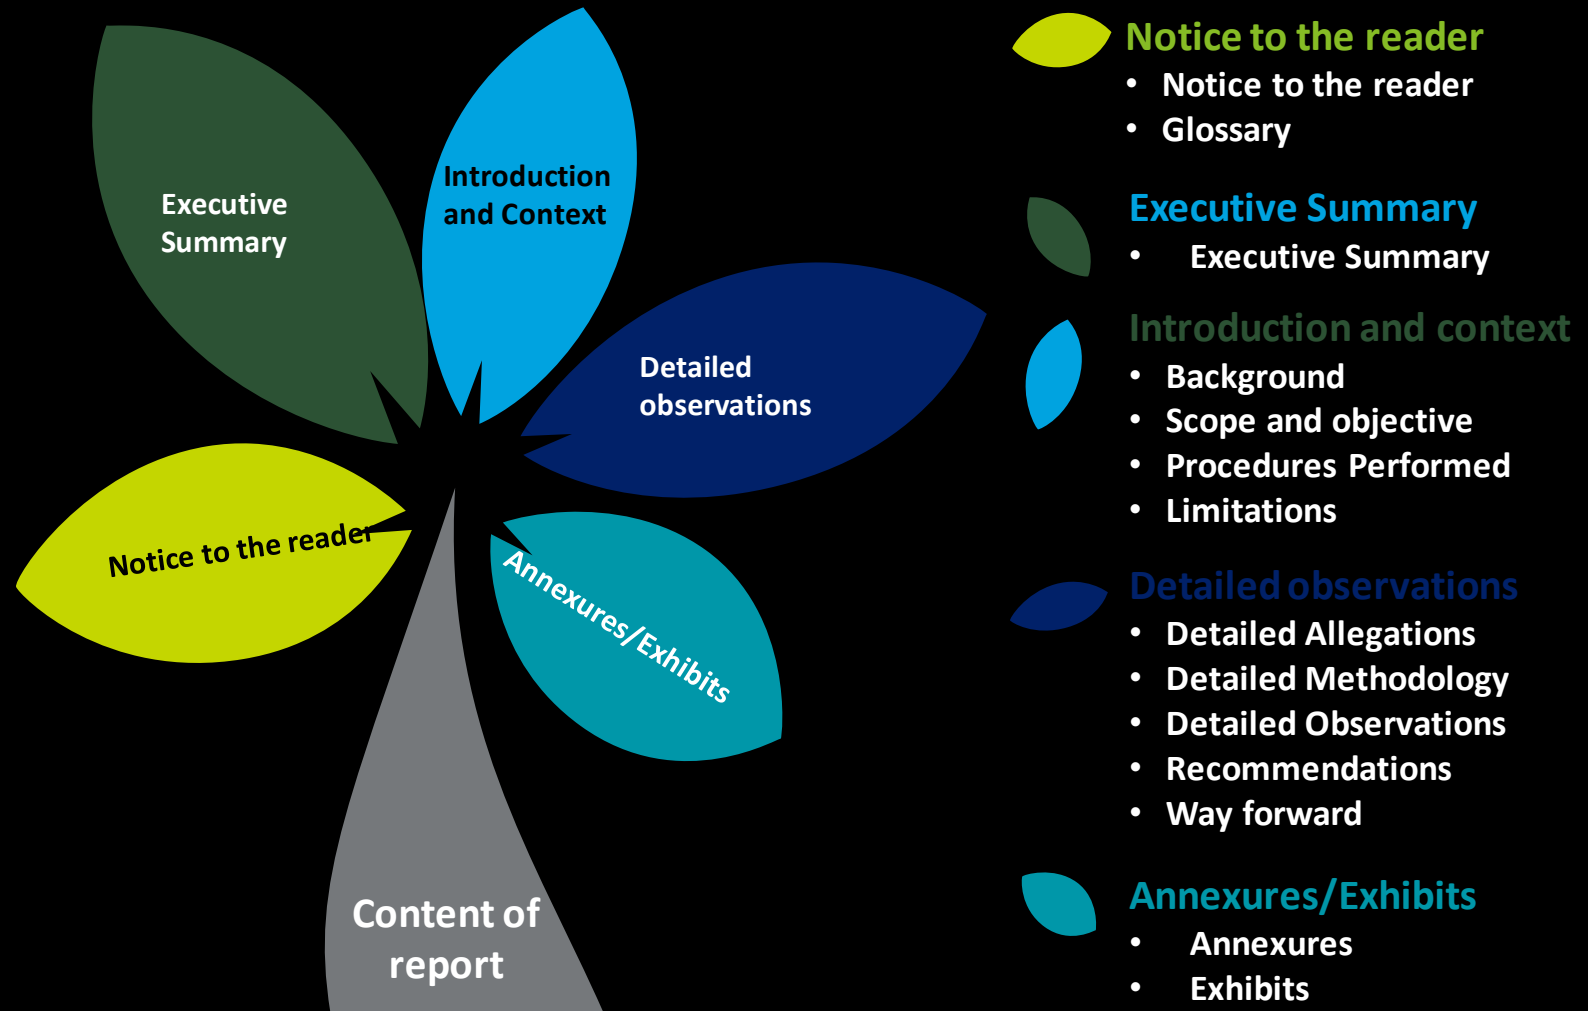 Executive
Summary
Introduction
and Context
Detailed
observations
Notice to the reader
Annexures/Exhibits
Content of
report
Notice to the reader
• Notice to the reader
• Glossary
Executive Summary
• Executive Summary
Introduction and context
• Background
• Scope and objective
• Procedures Performed
• Limitations
Detailed observations
• Detailed Allegations
• Detailed Methodology
• Detailed Observations
• Recommendations
• Way forward
Annexures/Exhibits
• Annexures
• Exhibits